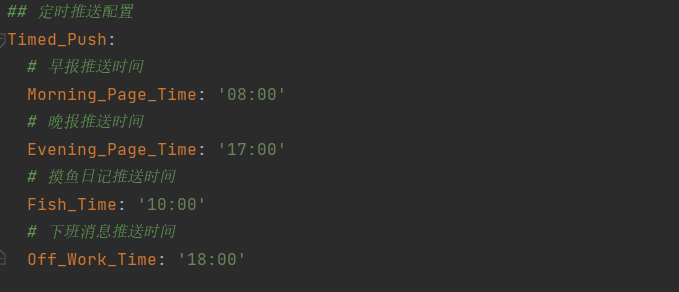 ## 定时推送配置
Timed_Push:
# 早报推送时间
Morning_Page_Time: '08:00'
# 晚报推送时间
Evening_Page_Time: '17:00'
# 摸鱼日记推送时间
Fish_Time: '10:00'
# 下班消息推送时间
Off_Work_Time: '18:00'